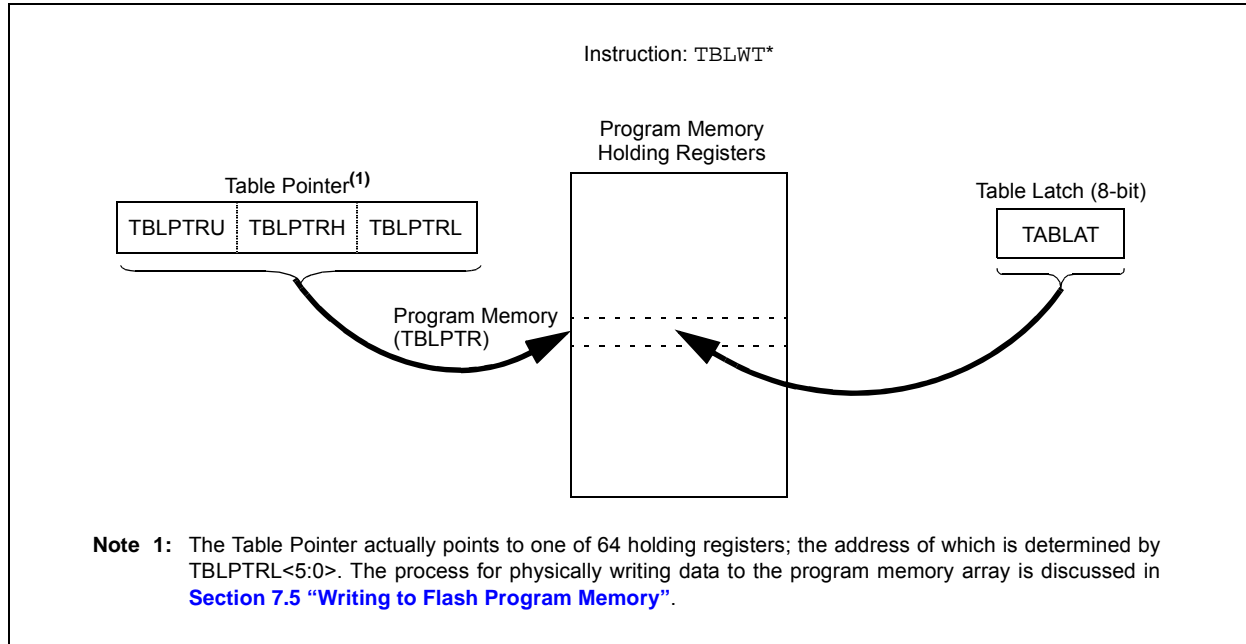 Instruction: TBLWT*
Program Memory
Holding Registers
Table Pointer(1)
Table Latch (8-bit)
TBLPTRU TBLPTRH TBLPTRL
TABLAT
Program Memory
(TBLPTR)
Note 1: The Table Pointer actually points to one of 64 holding registers; the address of which is determined by
TBLPTRL<5:0>. The process for physically writing data to the program memory array is discussed in
Section 7.5 “Writing to Flash Program Memory”.